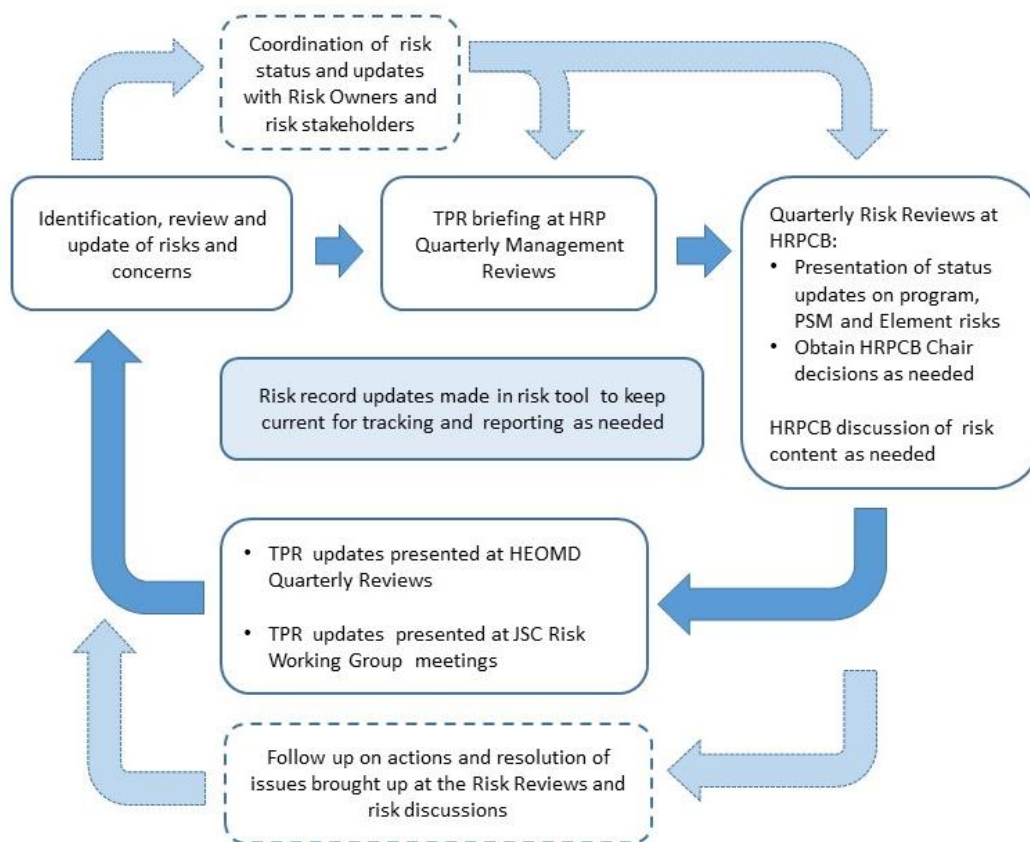 Coordination of risk
status and updates
with Risk Owners and
risk stakeholders
Identification, review and
update of risks and
concerns
TPR briefing at HRP
Quarterly Management
Reviews
Quarterly Risk Reviews at
HRPCB:
• Presentation of status
updates on program,
PSM and Element risks
• Obtain HRPCB Chair
decisions as needed
HRPCB discussion of risk
content as needed
Risk record updates made in risk tool to keep
current for tracking and reporting as needed
• TPR updates presented at HEOMD
Quarterly Reviews
• TPR updates presented at JSC Risk
Working Group meetings
Follow up on actions and resolution of
issues brought up at the Risk Reviews and
risk discussions